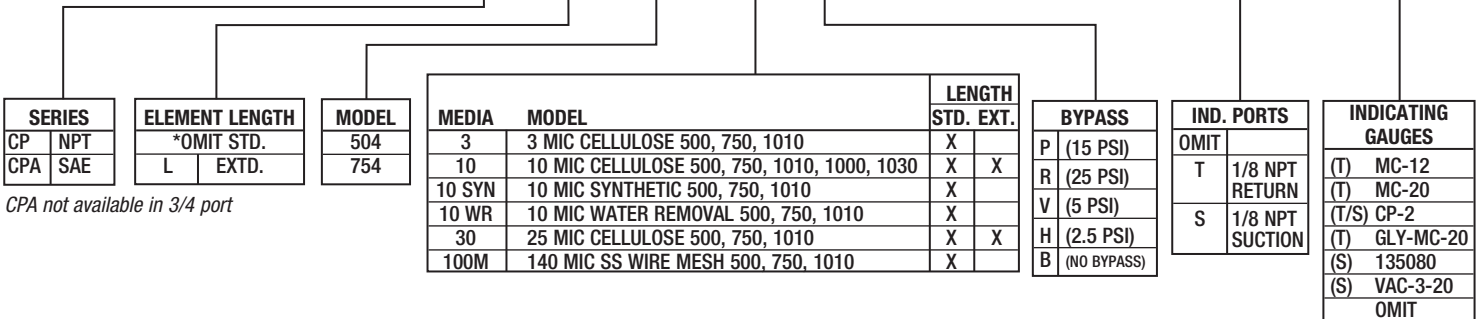 SERIES
CP NPT
CPA SAE
CPA not available in 3/4 port
ELEMENT LENGTH
*OMIT STD.
L EXTD.
MODEL
504
754
LENGTH
MEDIA MODEL STD. EXT.
3 3 MIC CELLULOSE 500, 750, 1010 X
10 10 MIC CELLULOSE 500, 750, 1010, 1000, 1030 X X
10 SYN 10 MIC SYNTHETIC 500, 750, 1010 X
10 WR 10 MIC WATER REMOVAL 500, 750, 1010 X
30 25 MIC CELLULOSE 500, 750, 1010 X X
100M 140 MIC SS WIRE MESH 500, 750, 1010 X
BYPASS
P (15 PSI)
R (25 PSI)
V (5 PSI)
H (2.5 PSI)
B (NO BYPASS)
IND. PORTS
OMIT
T 1/8 NPT
RETURN
S 1/8 NPT
SUCTION
INDICATING
GAUGES
(T) MC-12
(T) MC-20
(T/S) CP-2
(T) GLY-MC-20
(S) 135080
(S) VAC-3-20
OMIT